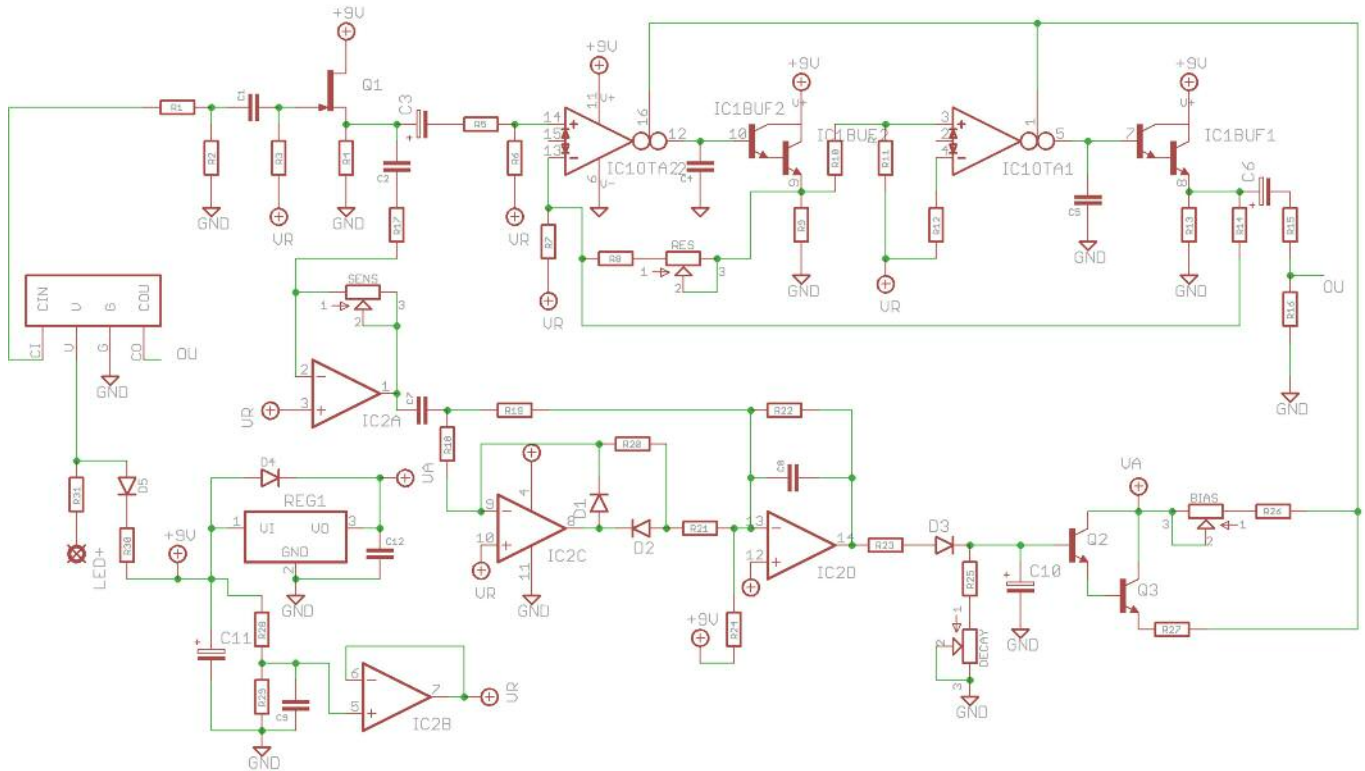 +9V
Q1
R1
C1
R2
R3
R4
C3
C2
R5
R6
GND
VR
GND
VR
R17
+9V
14
15
13
11
V+
16
12
6
V-
IC1OTA2
C4
R7
VR
R8
RES
1
2
3
+9V
V+
IC1BUF2
10
9
R9
GND
IC1BUF2
R10
R11
VR
R12
3
2
4
1
5
IC1OTA1
C5
GND
+9V
V+
IC1BUF1
7
8
R13
GND
R14
C6
R15
OU
R16
GND
CIN
V
G
COU
CI
V
G
CO
OU
GND
SENS
1
2
3
2
3
1
VR
IC2A
C7
R18
R19
R22
C8
R20
D1
D2
R21
9
10
8
4
11
IC2C
VR
GND
13
12
14
IC2D
+9V
R24
R23
D3
R25
1
2
3
DECAY
GND
C10
GND
Q2
Q3
VA
BIAS
3
2
1
R26
R27
R31
LED+
D5
R30
+9V
D4
VA
REG1
1
VI
VO
3
GND
2
C12
GND
C11
R28
R29
C9
GND
6
5
7
IC2B
VR